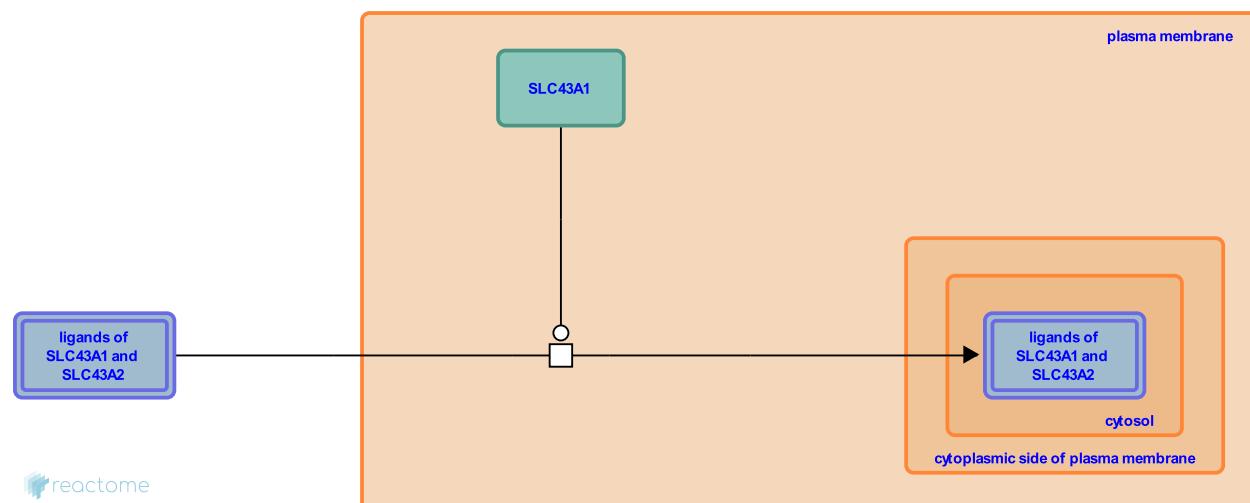 plasma membrane
SLC43A1
ligands of
SLC43A1 and
SLC43A2
ligands of
SLC43A1 and
SLC43A2
cytosol
cytoplasmic side of plasma membrane
reactome